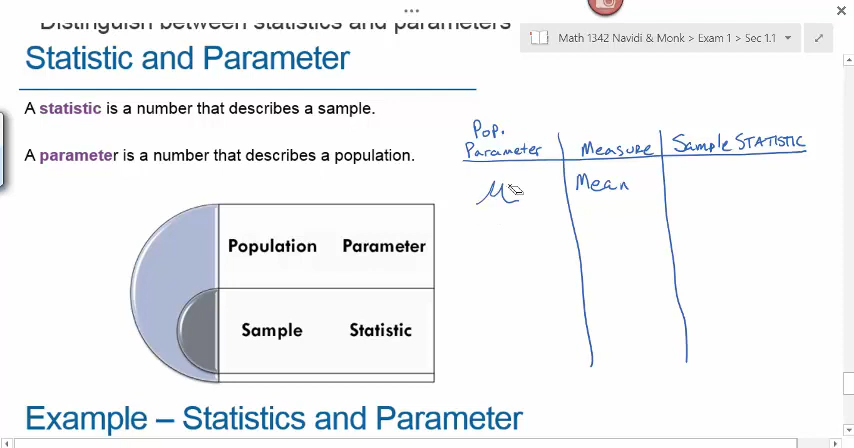 Distinguish between statistics and parameters
Math 1342 Navidi & Monk > Exam 1 > Sec 1.1
Statistic and Parameter
A statistic is a number that describes a sample.
A parameter is a number that describes a population.
Pop.
Parameter Measure Sample STATISTIC
μ Mean
Population Parameter
Sample Statistic
Example – Statistics and Parameter